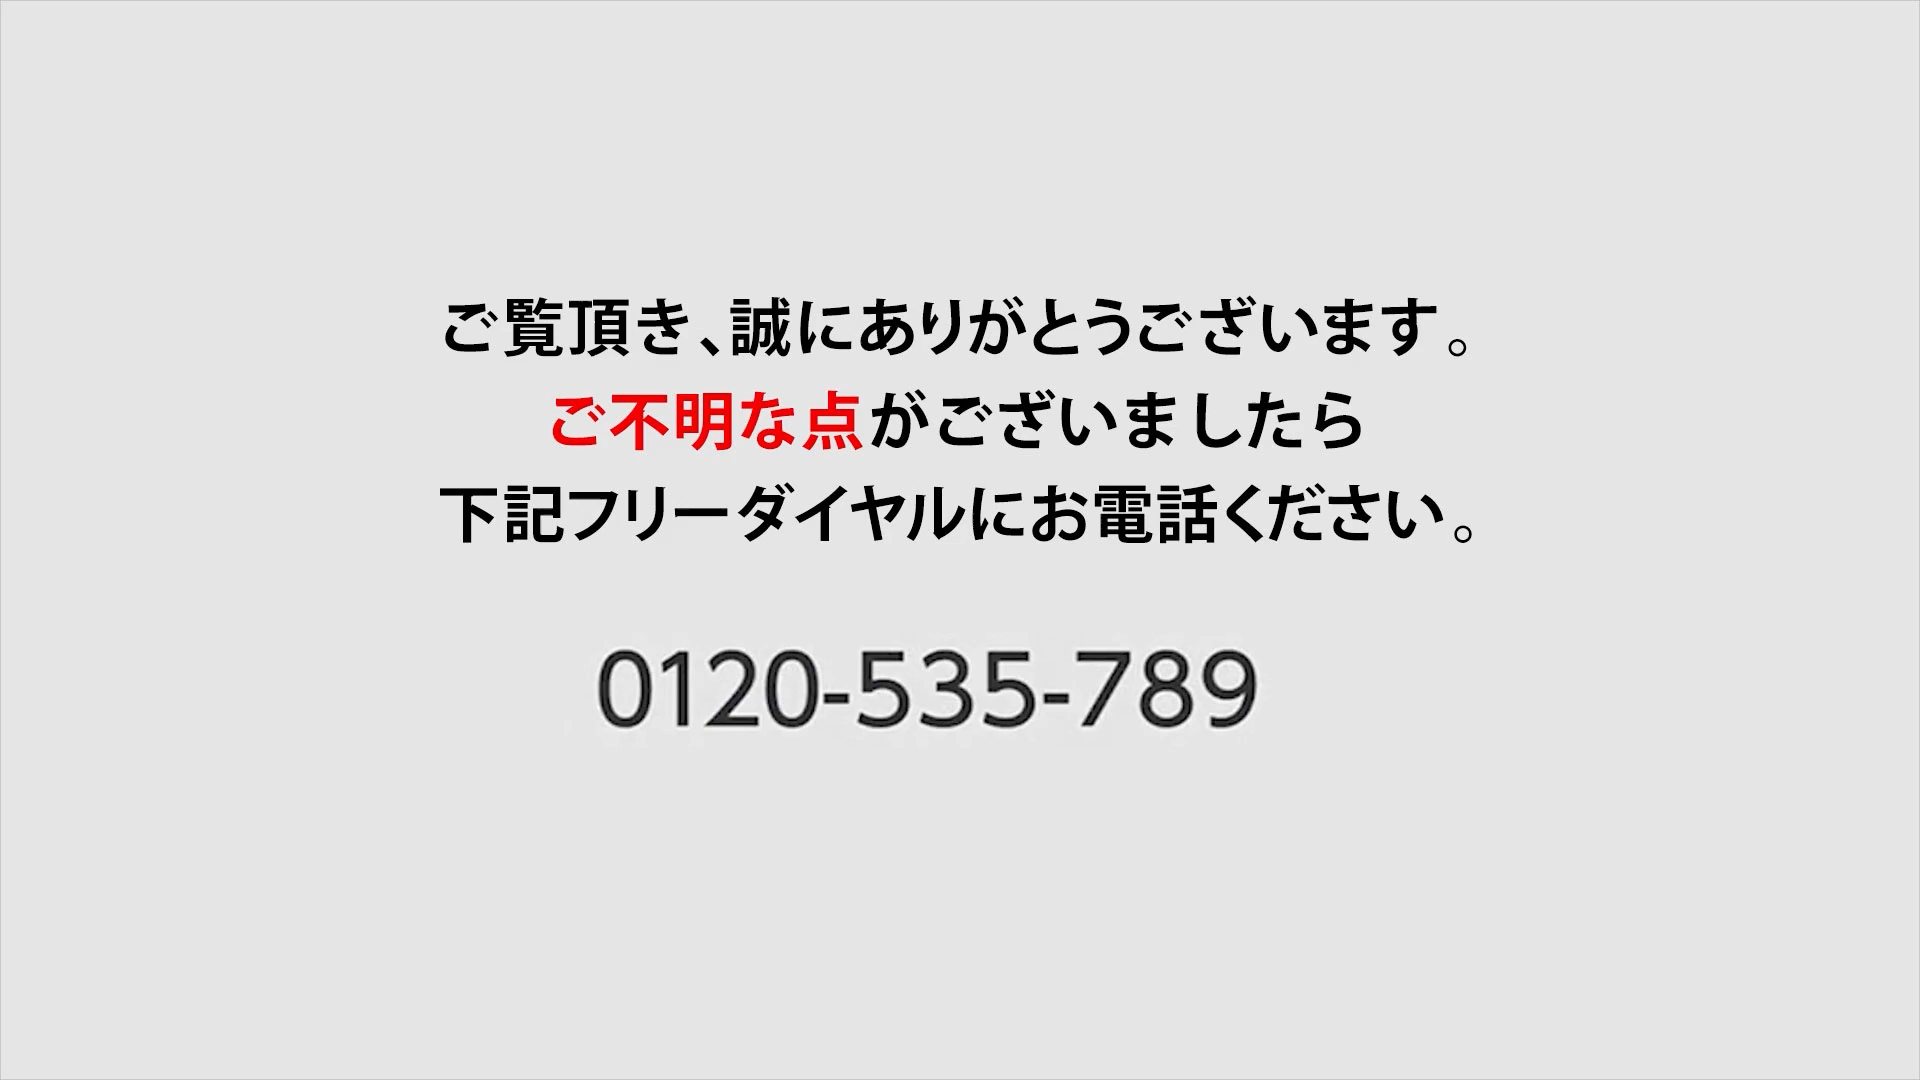 ご覧頂き、誠にありがとうございます。
ご不明な点がございましたら
下記フリーダイヤルにお電話ください。
0120-535-789